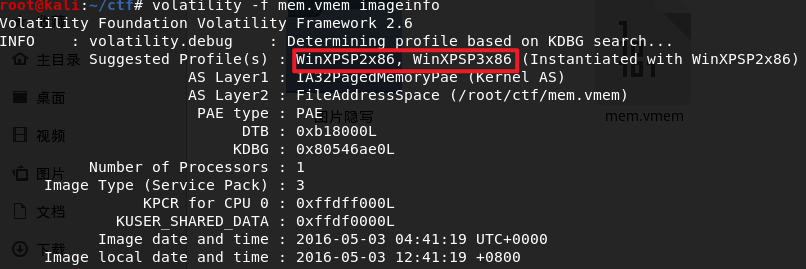 root@kali:~/ctf# volatility -f mem.vmem imageinfo
Volatility Foundation Volatility Framework 2.6
INFO    : volatility.debug    : Determining profile based on KDBG search...
Suggested Profile(s) : WinXPSP2x86, WinXPSP3x86 (Instantiated with WinXPSP2x86)
AS Layer1 : IA32PagedMemoryPae (Kernel AS)
AS Layer2 : FileAddressSpace (/root/ctf/mem.vmem)
PAE type : PAE
DTB : 0xb18000L
KDBG : 0x80546ae0L
Number of Processors : 1
Image Type (Service Pack) : 3
KPCR for CPU 0 : 0xffdff000L
KUSER_SHARED_DATA : 0xffdf0000L
Image date and time : 2016-05-03 04:41:19 UTC+0000
Image local date and time : 2016-05-03 12:41:19 +0800
主目录
桌面
视频
图片
文档
下载
图片隐写
mem.vmem